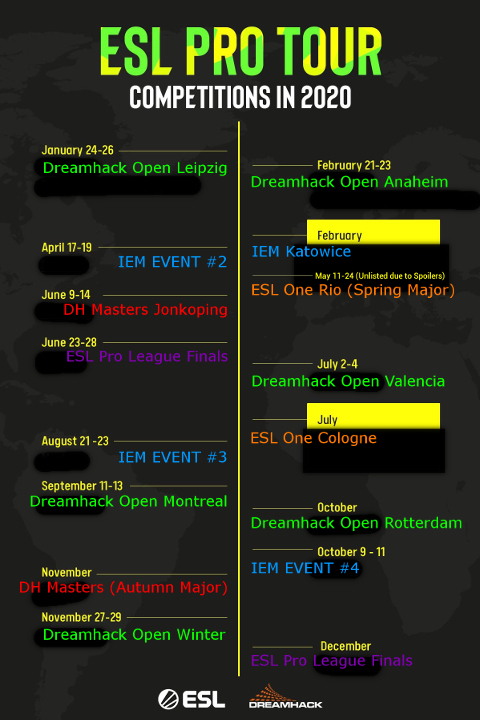 ESL PRO TOUR
COMPETITIONS IN 2020
January 24-26
Dreamhack Open Leipzig
February 21-23
Dreamhack Open Anaheim
February
IEM Katowice
April 17-19
IEM EVENT #2
May 11-24 (Unlisted due to Spoilers)
ESL One Rio (Spring Major)
June 9-14
DH Masters Jonkoping
June 23-28
ESL Pro League Finals
July 2-4
Dreamhack Open Valencia
July
ESL One Cologne
August 21 -23
IEM EVENT #3
September 11-13
Dreamhack Open Montreal
October
Dreamhack Open Rotterdam
October 9 - 11
IEM EVENT #4
November
DH Masters (Autumn Major)
November 27-29
Dreamhack Open Winter
December
ESL Pro League Finals
ESL
DREAMHACK